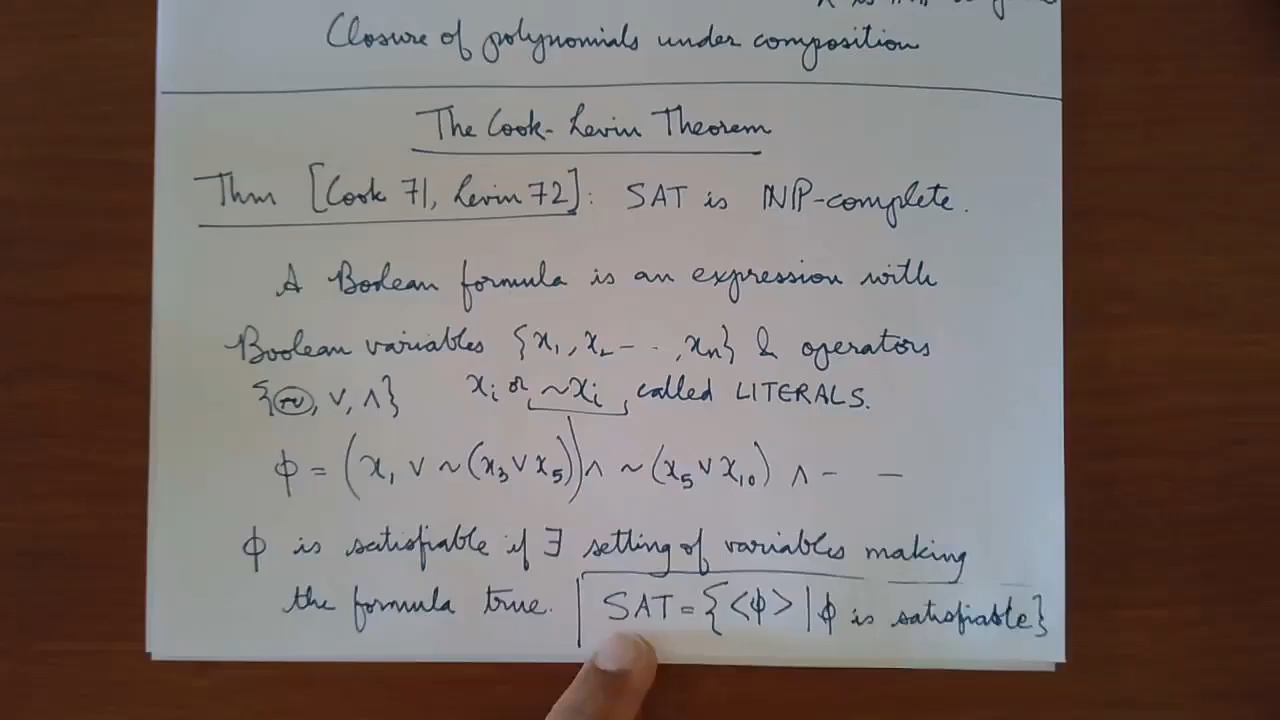 Closure of polynomials under composition
The Cook-Levin Theorem
Thm [Cook 71, Levin 72]: SAT is NP-complete.
A Boolean formula is an expression with
Boolean variables {x₁, x₂ - - ·, xₙ} & operators
{~, ∨, ∧} xᵢ or ~xᵢ, called LITERALS.
ϕ = (x₁ ∨ ~(x₃ ∨ x₅)) ∧ ~(x₅ ∨ x₁₀) ∧ - -
ϕ is satisfiable if ∃ setting of variables making
the formula true. SAT = {<ϕ> | ϕ is satisfiable}